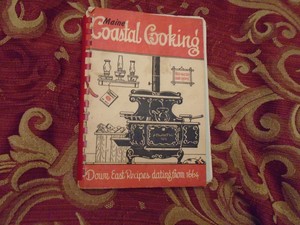 Maine
Coastal Cooking
Down East Recipes dating from 1664